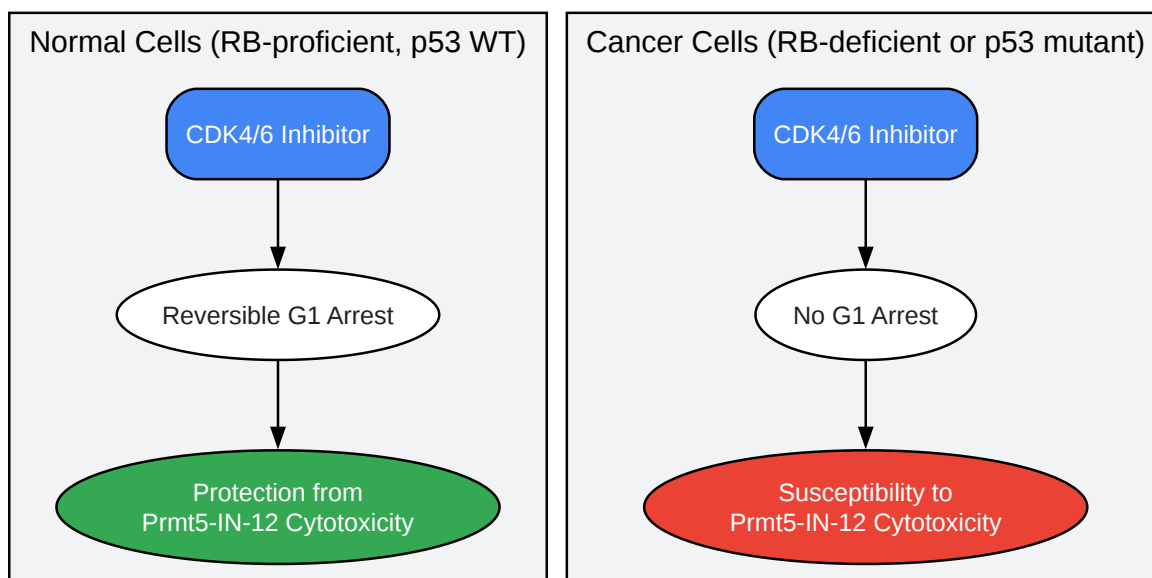 Normal Cells (RB-proficient, p53 WT)
CDK4/6 Inhibitor
Reversible G1 Arrest
Protection from
Prmt5-IN-12 Cytotoxicity
Cancer Cells (RB-deficient or p53 mutant)
CDK4/6 Inhibitor
No G1 Arrest
Susceptibility to
Prmt5-IN-12 Cytotoxicity